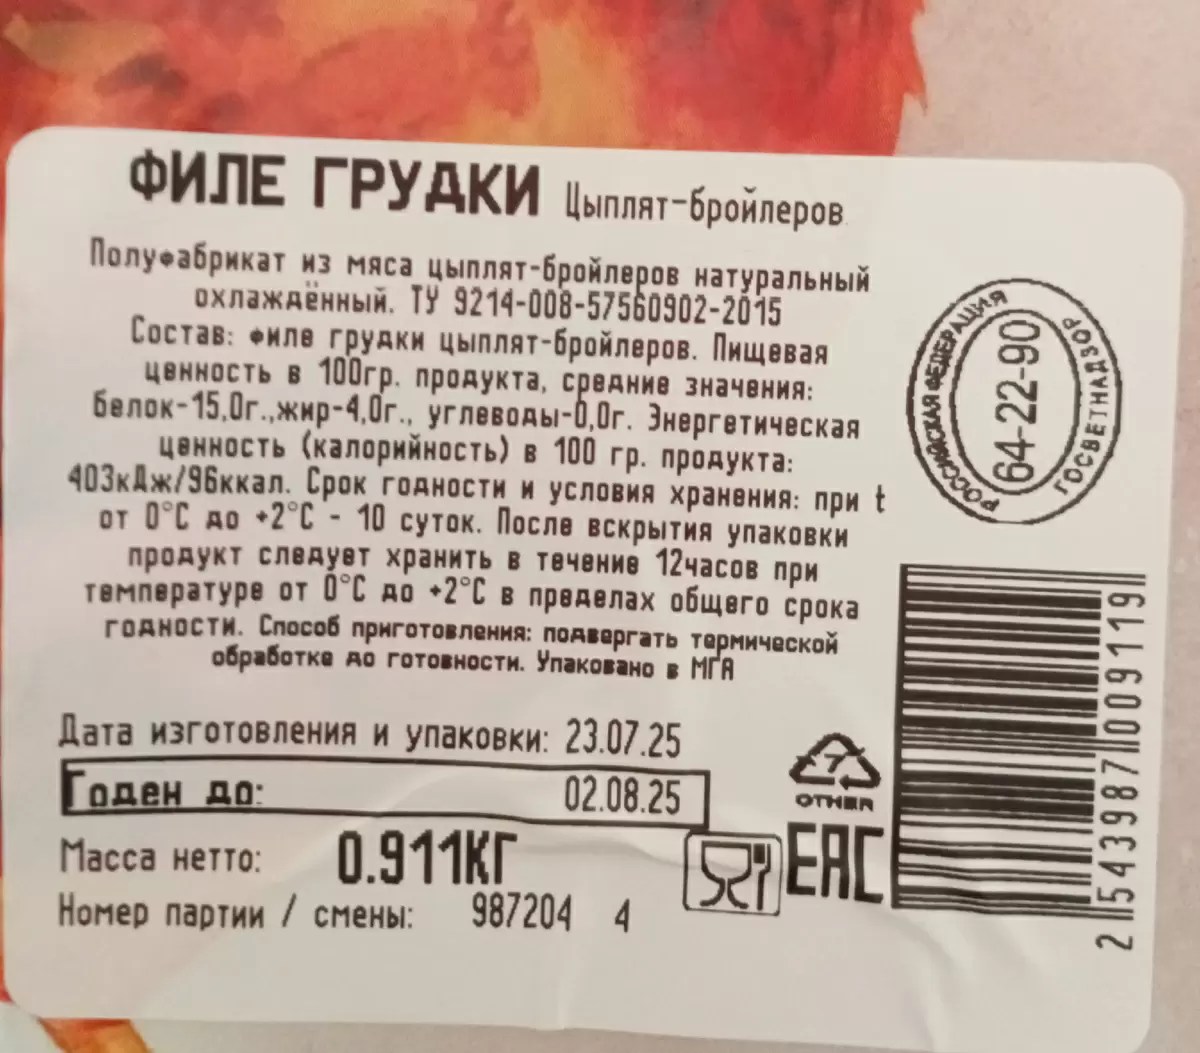 ФИЛЕ ГРУДКИ Цыплят-бройлеров
Полуфабрикат из мяса цыплят-бройлеров натуральный
охлаждённый. ТУ 9214-008-57560902-2015
Состав: филе грудки цыплят-бройлеров. Пищевая
ценность в 100гр. продукта, средние значения:
белок-15,0г.,жир-4,0г., углеводы-0,0г. Энергетическая
ценность (калорийность) в 100 гр. продукта:
403кДж/96ккал. Срок годности и условия хранения: при t
от 0°С до +2°С - 10 суток. После вскрытия упаковки
продукт следует хранить в течение 12часов при
температуре от 0°С до +2°С в пределах общего срока
годности. Способ приготовления: подвергать термической
обработке до готовности. Упаковано в МГА
Дата изготовления и упаковки: 23.07.25
Годен до: 02.08.25
Масса нетто: 0.911КГ
Номер партии / смены: 987204 4
РОССИЙСКАЯ ФЕДЕРАЦИЯ
64-22-90
ГОСВЕТНАДЗОР
7
OTHER
EAC
2 543987 009119